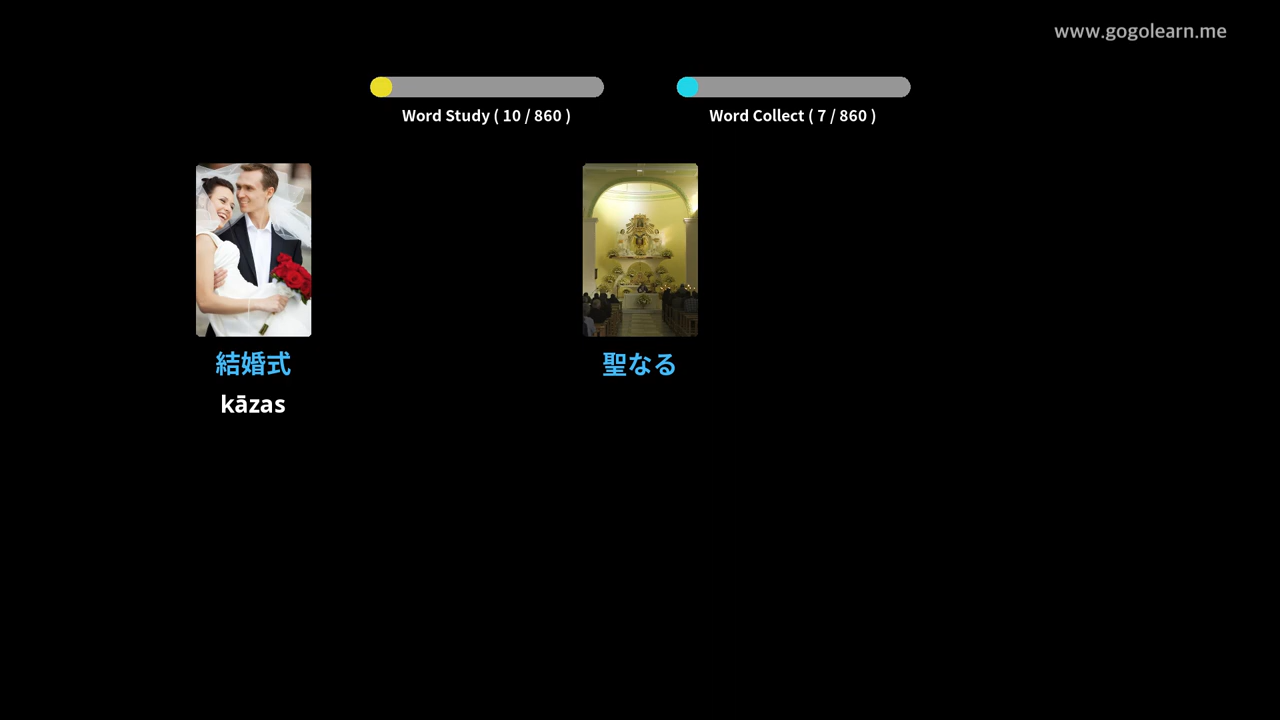 www.gogolearn.me
Word Study ( 10 / 860 )
Word Collect ( 7 / 860 )
結婚式
kāzas
聖なる